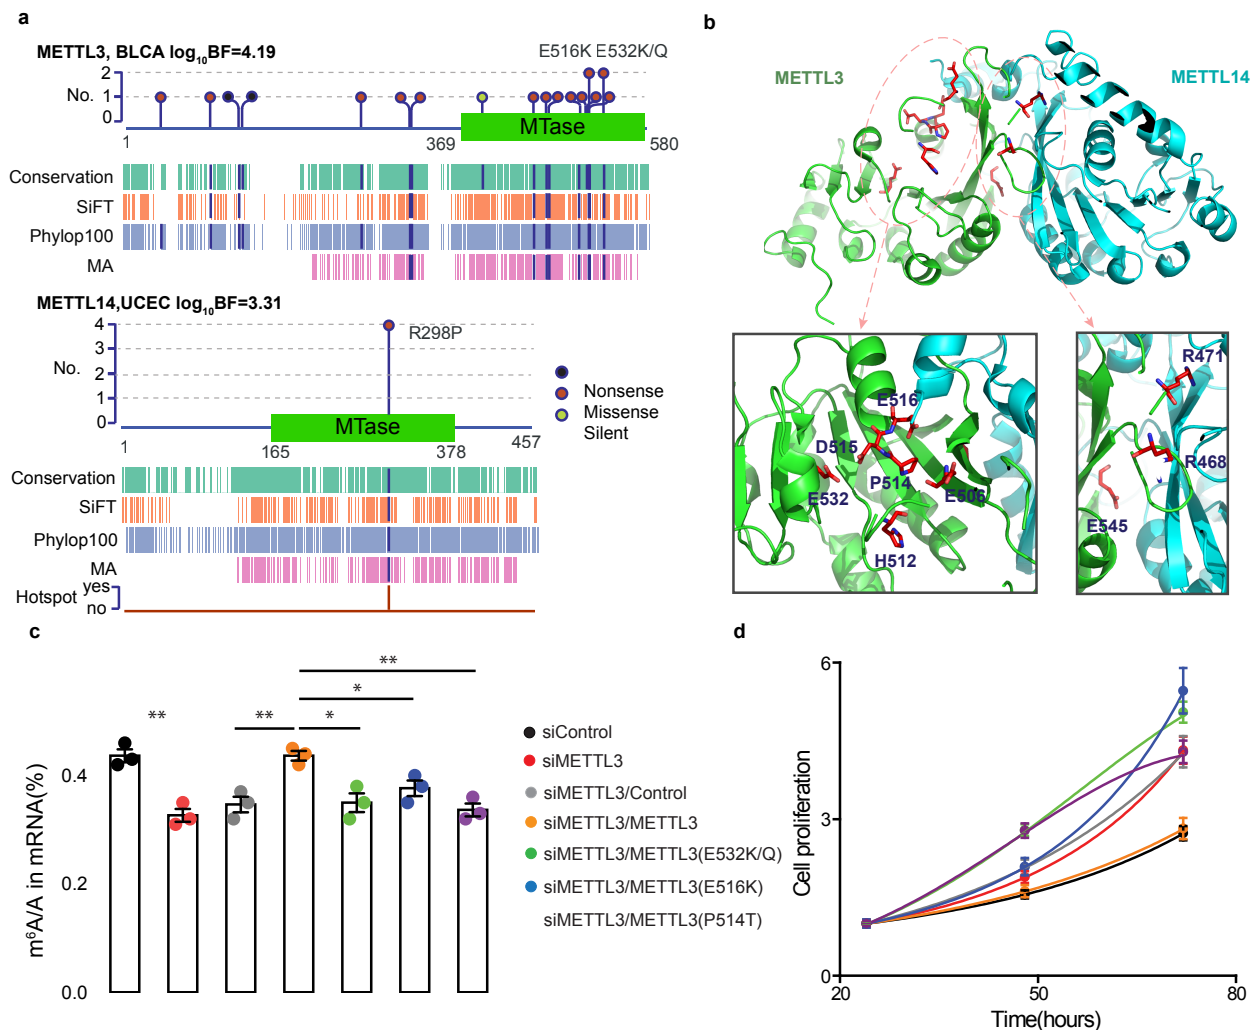 a
METTL3, BLCA log10BF=4.19
E516K E532K/Q
No.
2
1
0
MTase
1
369
580
Conservation
SiFT
Phylop100
MA
METTL14,UCEC log10BF=3.31
4
3
2
1
0
No.
R298P
MTase
1
165
378
457
Nonsense
Missense
Silent
Conservation
SiFT
Phylop100
MA
Hotspot
yes
no
b
METTL3
METTL14
E516
D515
P514
E532
E506
H512
R471
R468
E545
c
m6A/A in mRNA(%)
0.4
0.2
0.0
**
**
*
*
**
siControl
siMETTL3
siMETTL3/Control
siMETTL3/METTL3
siMETTL3/METTL3(E532K/Q)
siMETTL3/METTL3(E516K)
siMETTL3/METTL3(P514T)
d
Cell proliferation
6
3
0
20
50
80
Time(hours)